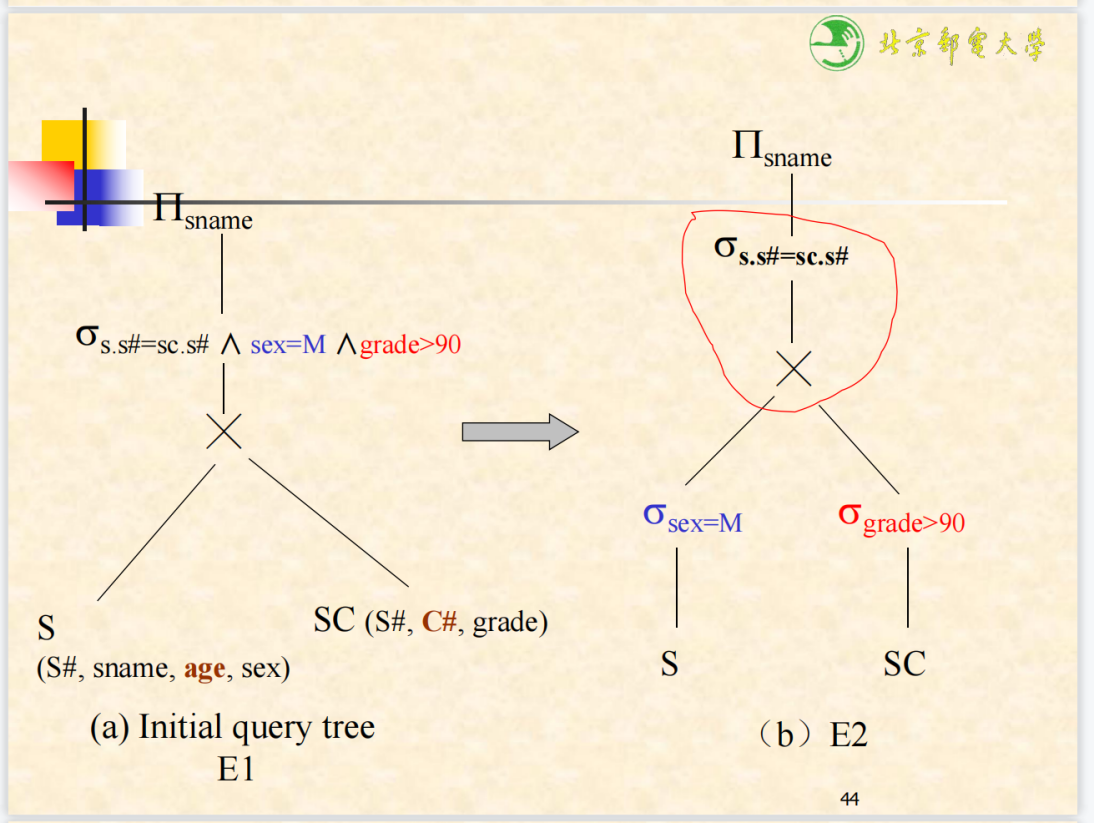 北京邮电大学
Πsname
σs.s#=sc.s# ∧ sex=M ∧grade>90
×
S
(S#, sname, age, sex)
SC (S#, C#, grade)
(a) Initial query tree
E1
Πsname
σs.s#=sc.s#
×
σsex=M
σgrade>90
S
SC
（b）E2
44